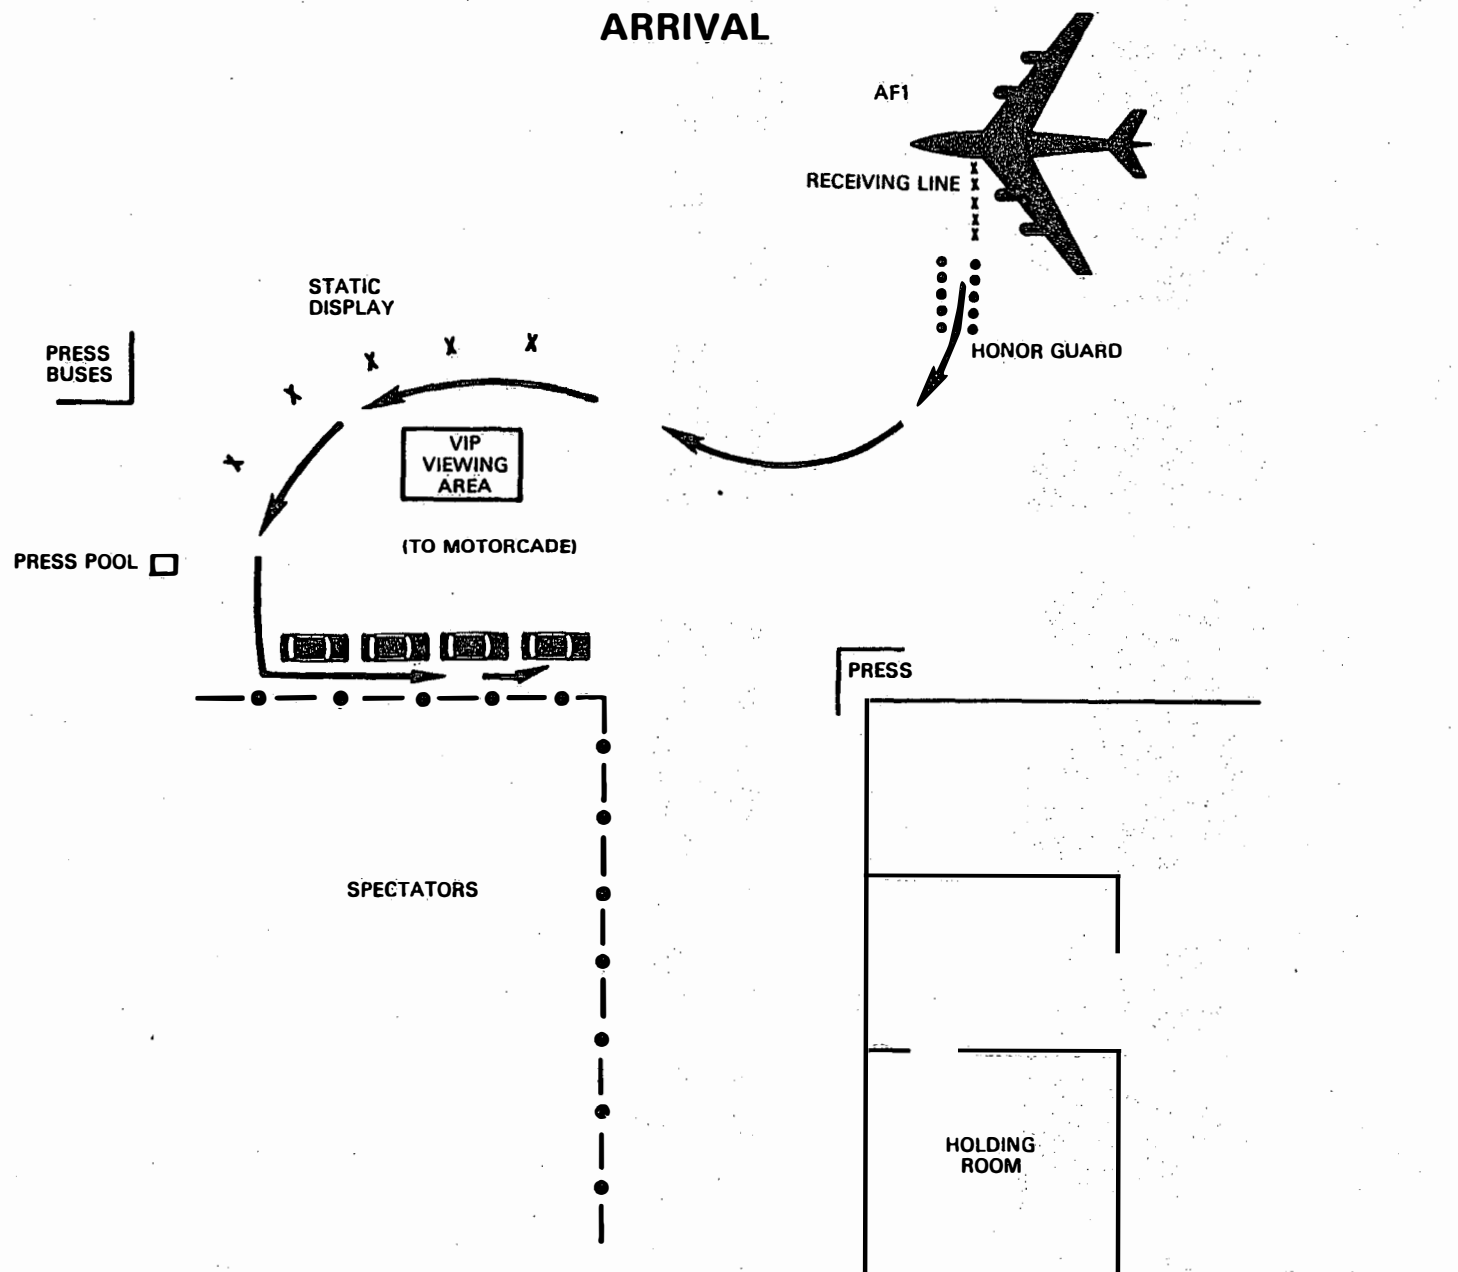 ARRIVAL
AF1
RECEIVING LINE
STATIC
DISPLAY
HONOR GUARD
PRESS
BUSES
VIP
VIEWING
AREA
(TO MOTORCADE)
PRESS POOL
PRESS
SPECTATORS
HOLDING
ROOM